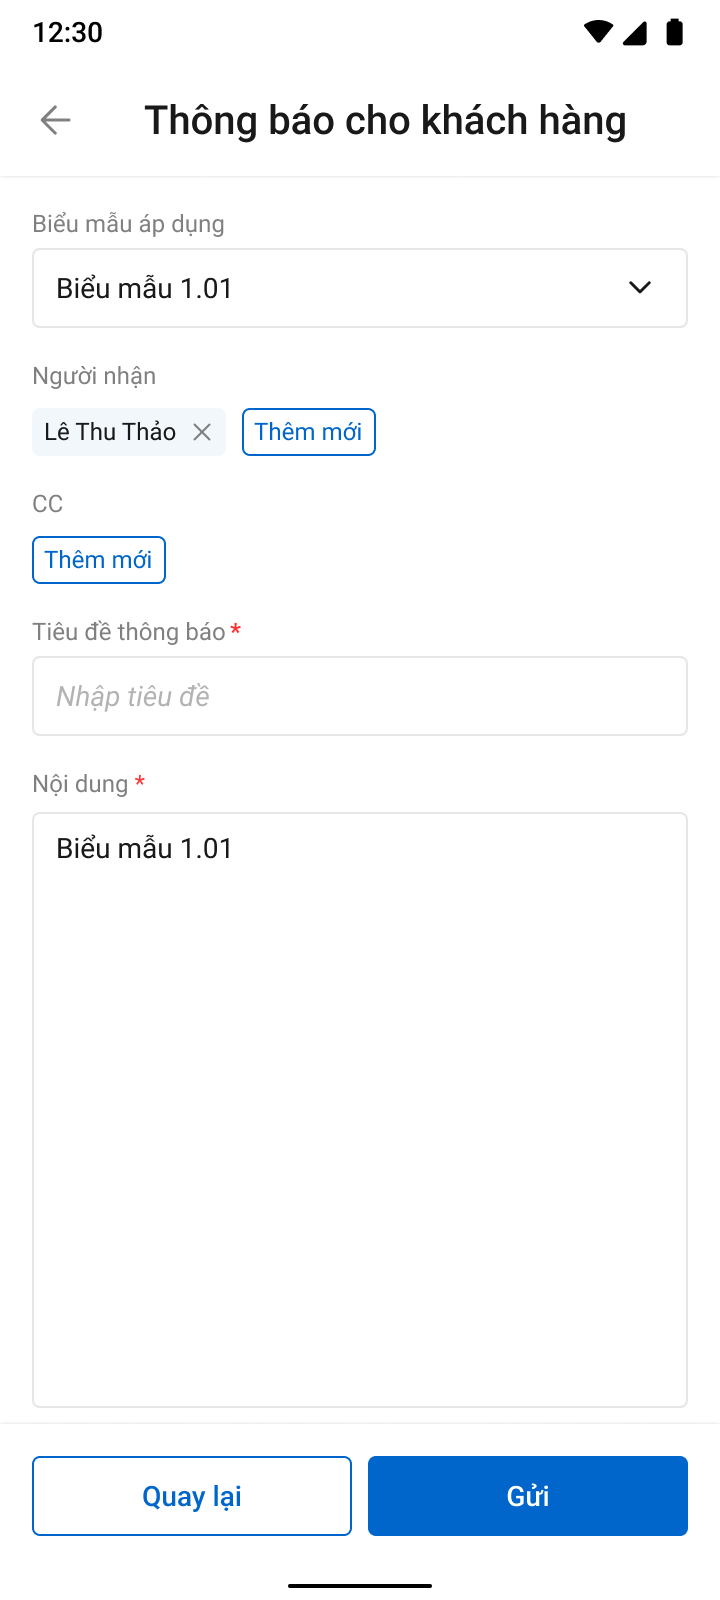 12:30
Thông báo cho khách hàng
Biểu mẫu áp dụng
Biểu mẫu 1.01
Người nhận
Lê Thu Thảo
Thêm mới
CC
Thêm mới
Tiêu đề thông báo *
Nhập tiêu đề
Nội dung *
Biểu mẫu 1.01
Quay lại
Gửi